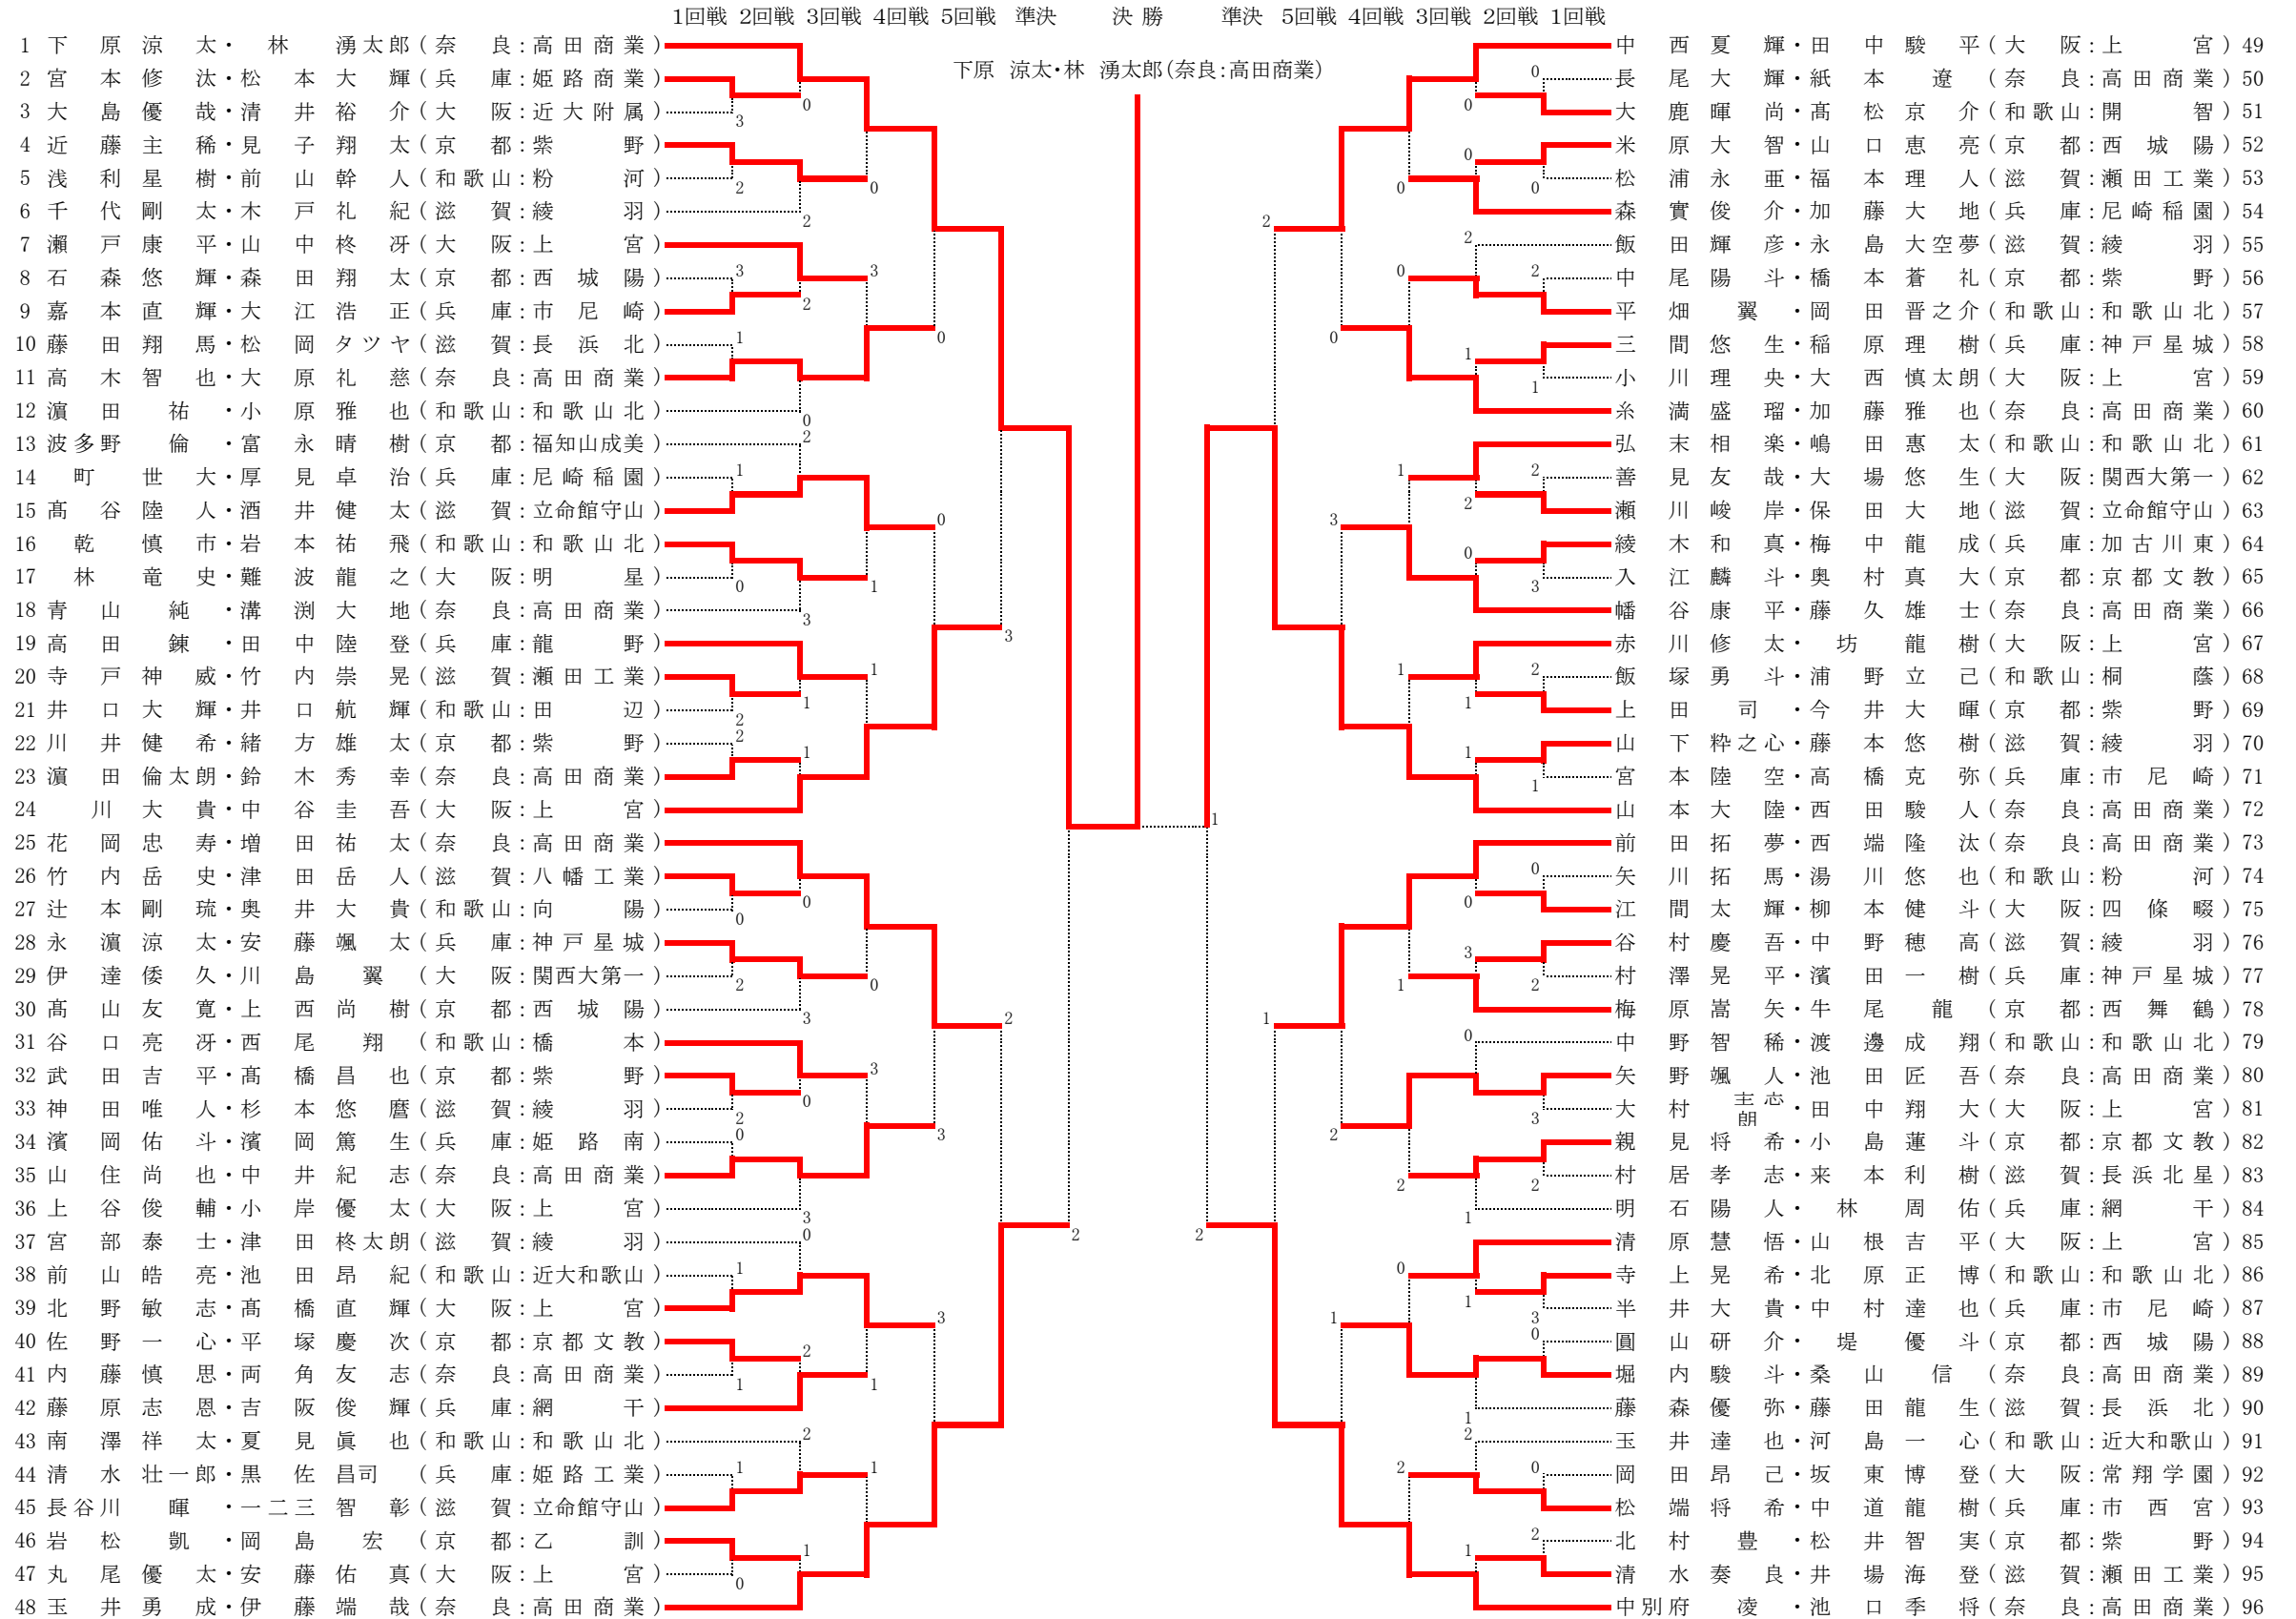 1回戦 2回戦 3回戦 4回戦 5回戦 準決 決 勝 準決 5回戦 4回戦 3回戦 2回戦 1回戦
下原 涼太・林 湧太郎(奈良:高田商業)
1 下原涼太・林湧太郎(奈良:高田商業)
2 宮本修汰・松本大輝(兵庫:姫路商業)
3 大島優哉・清井裕介(大阪:近大附属)
4 近藤主稀・見子翔太(京都:紫野)
5 浅利星樹・前山幹人(和歌山:粉河)
6 千代剛太・木戸礼紀(滋賀:綾羽)
7 瀬戸康平・山中柊冴(大阪:上宮)
8 石森悠輝・森田翔太(京都:西城陽)
9 嘉本直輝・大江浩正(兵庫:市尼崎)
10 藤田翔馬・松岡タツヤ(滋賀:長浜北)
11 高木智也・大原礼慈(奈良:高田商業)
12 濵田祐・小原雅也(和歌山:和歌山北)
13 波多野倫・富永晴樹(京都:福知山成美)
14 町世大・厚見卓治(兵庫:尼崎稲園)
15 髙谷陸人・酒井健太(滋賀:立命館守山)
16 乾慎市・岩本祐飛(和歌山:和歌山北)
17 林竜史・難波龍之(大阪:明星)
18 青山純・溝渕大地(奈良:高田商業)
19 高田錬・田中陸登(兵庫:龍野)
20 寺戸神威・竹内崇晃(滋賀:瀬田工業)
21 井口大輝・井口航輝(和歌山:田辺)
22 川井健希・緒方雄太(京都:紫野)
23 濵田倫太朗・鈴木秀幸(奈良:高田商業)
24 川大貴・中谷圭吾(大阪:上宮)
25 花岡忠寿・増田祐太(奈良:高田商業)
26 竹内岳史・津田岳人(滋賀:八幡工業)
27 辻本剛琉・奥井大貴(和歌山:向陽)
28 永濵涼太・安藤颯太(兵庫:神戸星城)
29 伊達倭久・川島翼(大阪:関西大第一)
30 髙山友寛・上西尚樹(京都:西城陽)
31 谷口亮冴・西尾翔(和歌山:橋本)
32 武田吉平・髙橋昌也(京都:紫野)
33 神田唯人・杉本悠麿(滋賀:綾羽)
34 濱岡佑斗・濱岡篤生(兵庫:姫路南)
35 山住尚也・中井紀志(奈良:高田商業)
36 上谷俊輔・小岸優太(大阪:上宮)
37 宮部泰士・津田柊太朗(滋賀:綾羽)
38 前山皓亮・池田昂紀(和歌山:近大和歌山)
39 北野敏志・髙橋直輝(大阪:上宮)
40 佐野一心・平塚慶次(京都:京都文教)
41 内藤慎思・両角友志(奈良:高田商業)
42 藤原志恩・吉阪俊輝(兵庫:網干)
43 南澤祥太・夏見眞也(和歌山:和歌山北)
44 清水壮一郎・黒佐昌司(兵庫:姫路工業)
45 長谷川暉・一二三智彰(滋賀:立命館守山)
46 岩松凱・岡島宏(京都:乙訓)
47 丸尾優太・安藤佑真(大阪:上宮)
48 玉井勇成・伊藤端哉(奈良:高田商業)
中西夏輝・田中駿平(大阪:上宮) 49
長尾大輝・紙本遼(奈良:高田商業) 50
大鹿暉尚・髙松京介(和歌山:開智) 51
米原大智・山口恵亮(京都:西城陽) 52
松浦永亜・福本理人(滋賀:瀬田工業) 53
森實俊介・加藤大地(兵庫:尼崎稲園) 54
飯田輝彦・永島大空夢(滋賀:綾羽) 55
中尾陽斗・橋本蒼礼(京都:紫野) 56
平畑翼・岡田晋之介(和歌山:和歌山北) 57
三間悠生・稲原理樹(兵庫:神戸星城) 58
小川理央・大西慎太朗(大阪:上宮) 59
糸満盛瑠・加藤雅也(奈良:高田商業) 60
弘末相楽・嶋田惠太(和歌山:和歌山北) 61
善見友哉・大場悠生(大阪:関西大第一) 62
瀬川峻岸・保田大地(滋賀:立命館守山) 63
綾木和真・梅中龍成(兵庫:加古川東) 64
入江麟斗・奥村真大(京都:京都文教) 65
幡谷康平・藤久雄士(奈良:高田商業) 66
赤川修太・坊龍樹(大阪:上宮) 67
飯塚勇斗・浦野立己(和歌山:桐蔭) 68
上田司・今井大暉(京都:紫野) 69
山下粋之心・藤本悠樹(滋賀:綾羽) 70
宮本陸空・高橋克弥(兵庫:市尼崎) 71
山本大陸・西田駿人(奈良:高田商業) 72
前田拓夢・西端隆汰(奈良:高田商業) 73
矢川拓馬・湯川悠也(和歌山:粉河) 74
江間太輝・柳本健斗(大阪:四條畷) 75
谷村慶吾・中野穂高(滋賀:綾羽) 76
村澤晃平・濱田一樹(兵庫:神戸星城) 77
梅原嵩矢・牛尾龍(京都:西舞鶴) 78
中野智稀・渡邊成翔(和歌山:和歌山北) 79
矢野颯人・池田匠吾(奈良:高田商業) 80
大村・田中翔大(大阪:上宮) 81
親見将希・小島蓮斗(京都:京都文教) 82
村居孝志・来本利樹(滋賀:長浜北星) 83
明石陽人・林周佑(兵庫:網干) 84
清原慧悟・山根吉平(大阪:上宮) 85
寺上晃希・北原正博(和歌山:和歌山北) 86
半井大貴・中村達也(兵庫:市尼崎) 87
圓山研介・堤優斗(京都:西城陽) 88
堀内駿斗・桑山信(奈良:高田商業) 89
藤森優弥・藤田龍生(滋賀:長浜北) 90
玉井達也・河島一心(和歌山:近大和歌山) 91
岡田昂己・坂東博登(大阪:常翔学園) 92
松端将希・中道龍樹(兵庫:市西宮) 93
北村豊・松井智実(京都:紫野) 94
清水奏良・井場海登(滋賀:瀬田工業) 95
中別府凌・池口季将(奈良:高田商業) 96